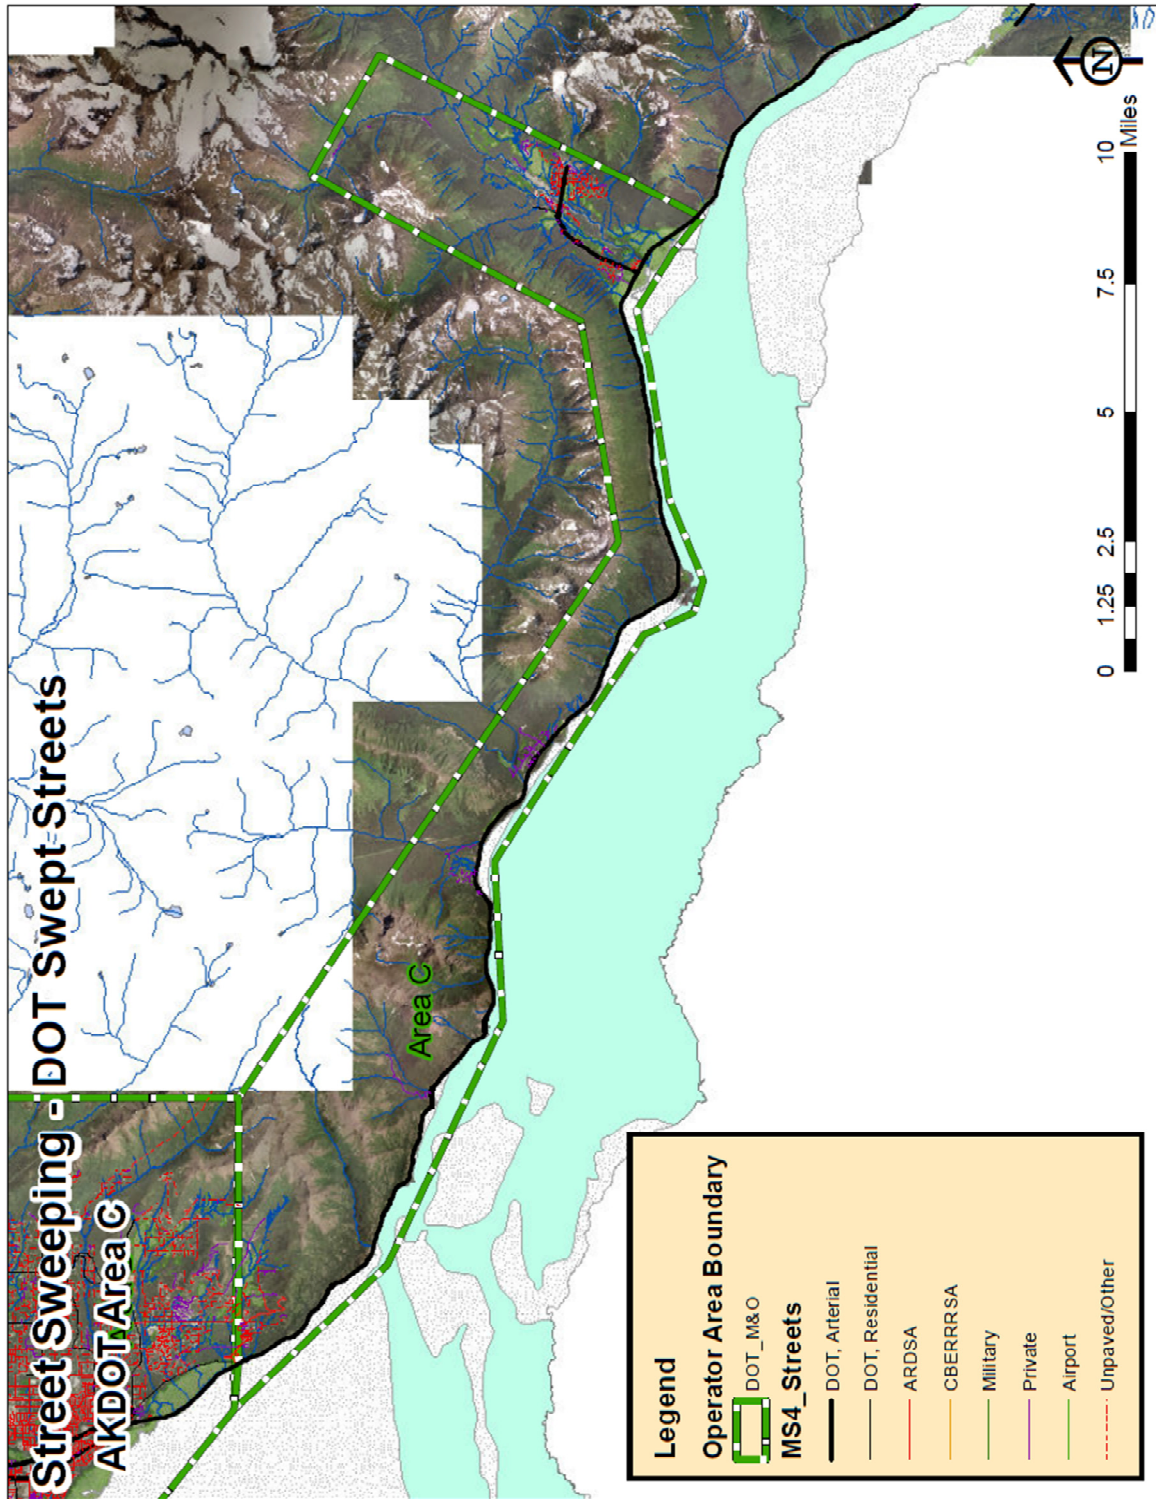 Street Sweeping - DOT Swept Streets
AKDOT Area C
Area C
Legend
Operator Area Boundary
DOT_M&O
MS4_Streets
DOT, Arterial
DOT, Residential
ARDSA
CBERRRSA
Military
Private
Airport
Unpaved/Other
0 1.25 2.5 5 7.5 10
Miles
N